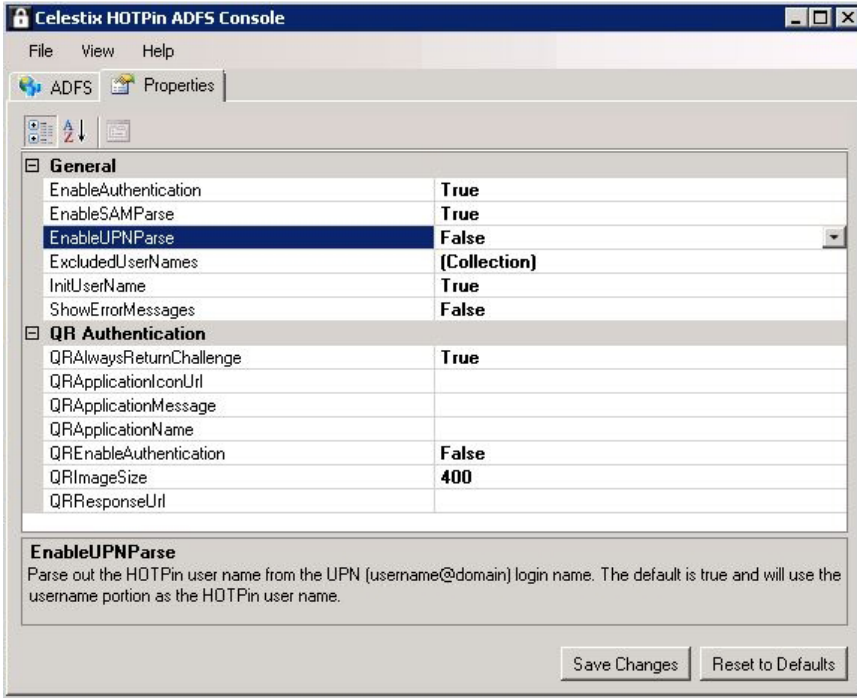 Celestix HOTPin ADFS Console
File View Help
ADFS Properties
A
Z
General
EnableAuthentication True
EnableSAMParse True
EnableUPNParse False
ExcludedUserNames (Collection)
InitUserName True
ShowErrorMessages False
QR Authentication
QRAlwaysReturnChallenge True
QRApplicationIconUrl
QRApplicationMessage
QRApplicationName
QREnableAuthentication False
QRImageSize 400
QRResponseUrl
EnableUPNParse
Parse out the HOTPin user name from the UPN (username@domain) login name. The default is true and will use the
username portion as the HOTPin user name.
Save Changes Reset to Defaults